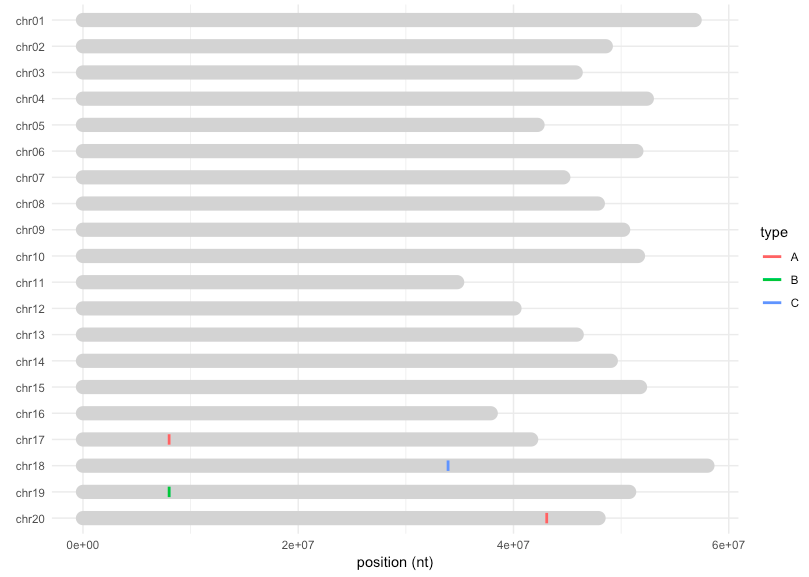 chr01
chr02
chr03
chr04
chr05
chr06
chr07
chr08
chr09
chr10
chr11
chr12
chr13
chr14
chr15
chr16
chr17
chr18
chr19
chr20
0e+00 2e+07 4e+07 6e+07
position (nt)
type
A
B
C